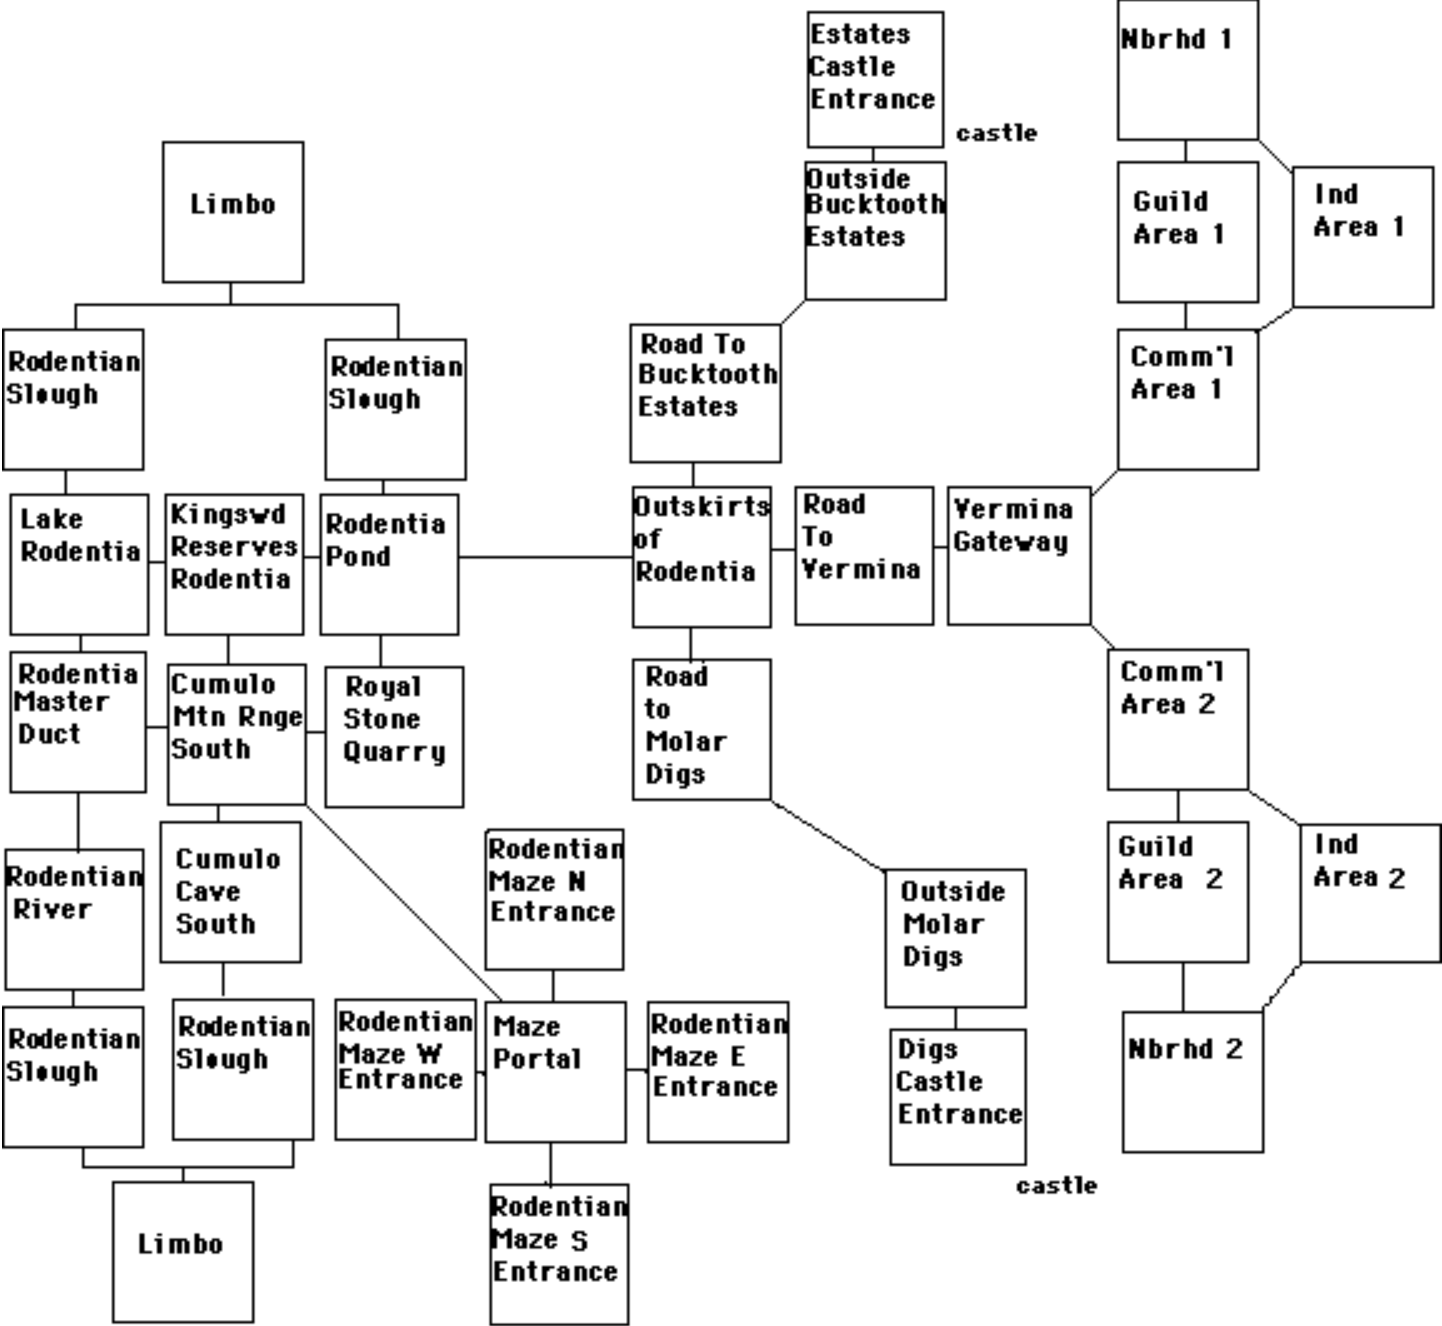 Estates
Castle
Entrance
castle
Nbrhd 1
Outside
Bucktooth
Estates
Guild
Area 1
Ind
Area 1
Limbo
Rodentian
Slough
Rodentian
Slough
Road To
Bucktooth
Estates
Comm'l
Area 1
Lake
Rodentia
Kingswd
Reserves
Rodentia
Rodentia
Pond
Outskirts
of
Rodentia
Road
To
Vermina
Vermina
Gateway
Rodentia
Master
Duct
Cumulo
Mtn Rnge
South
Royal
Stone
Quarry
Road
to
Molar
Digs
Comm'l
Area 2
Rodentian
River
Cumulo
Cave
South
Rodentian
Maze N
Entrance
Outside
Molar
Digs
Guild
Area 2
Ind
Area 2
Rodentian
Slough
Rodentian
Slough
Rodentian
Maze W
Entrance
Maze
Portal
Rodentian
Maze E
Entrance
Digs
Castle
Entrance
castle
Nbrhd 2
Limbo
Rodentian
Maze S
Entrance